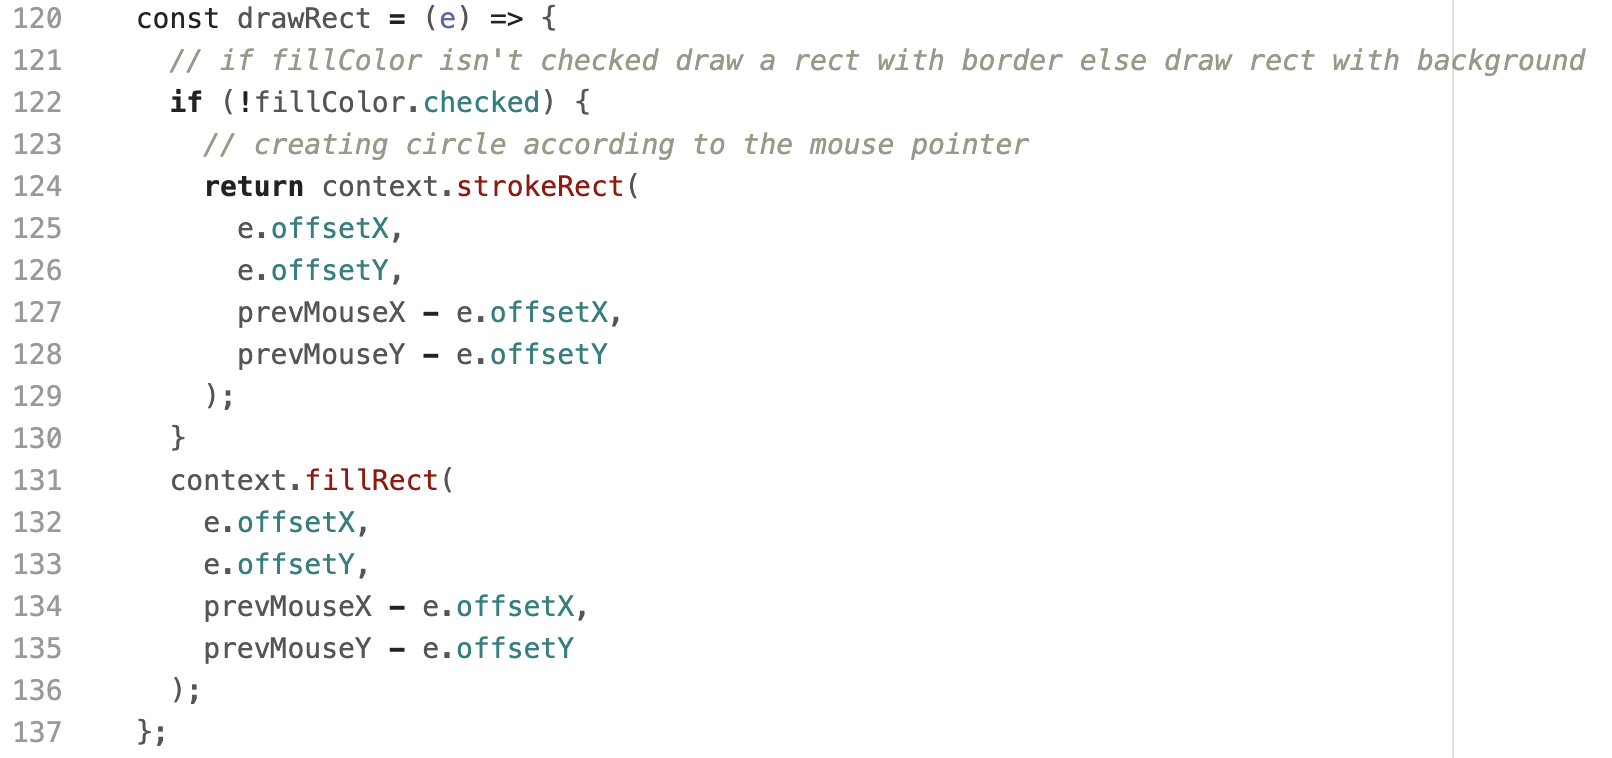 120 const drawRect = (e) => {
121 // if fillColor isn't checked draw a rect with border else draw rect with background
122 if (!fillColor.checked) {
123 // creating circle according to the mouse pointer
124 return context.strokeRect(
125 e.offsetX,
126 e.offsetY,
127 prevMouseX - e.offsetX,
128 prevMouseY - e.offsetY
129 );
130 }
131 context.fillRect(
132 e.offsetX,
133 e.offsetY,
134 prevMouseX - e.offsetX,
135 prevMouseY - e.offsetY
136 );
137 };